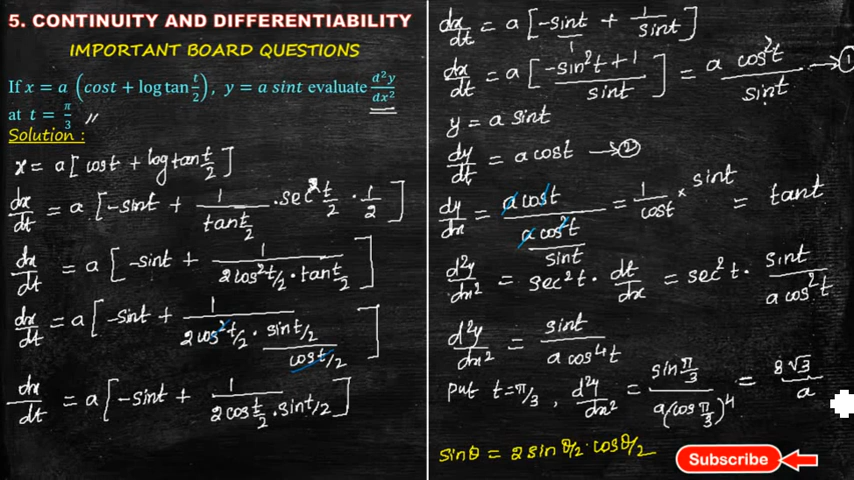 5. CONTINUITY AND DIFFERENTIABILITY
IMPORTANT BOARD QUESTIONS
If x = a (cost + log tan t/2), y = a sint evaluate d²y/dx²
at t = π/3 ,,
Solution :
x = a [cost + log tan t/2]
dx/dt = a [-sint + 1/(tan t/2) · sec² t/2 · 1/2]
dx/dt = a [-sint + 1/(2cos² t/2 · tan t/2)]
dx/dt = a [-sint + 1/(2cos² t/2 · (sin t/2)/(cos t/2))]
dx/dt = a [-sint + 1/(2cos t/2 · sin t/2)]
dx/dt = a [-sint/1 + 1/sint]
dx/dt = a [(-sin²t + 1)/sint] = a cos²t/sint → ①
y = a sint
dy/dt = a cost → ②
dy/dx = a cost/(a cos²t/sint) = 1/cost × sint = tant
d²y/dx² = sec²t · dt/dx = sec²t · sint/(a cos²t)
d²y/dx² = sint/(a cos⁴t)
put t = π/3 , d²y/dx² = (sin π/3)/(a(cos π/3)⁴) = 8√3/a
sinθ = 2 sin θ/2 · cos θ/2
Subscribe